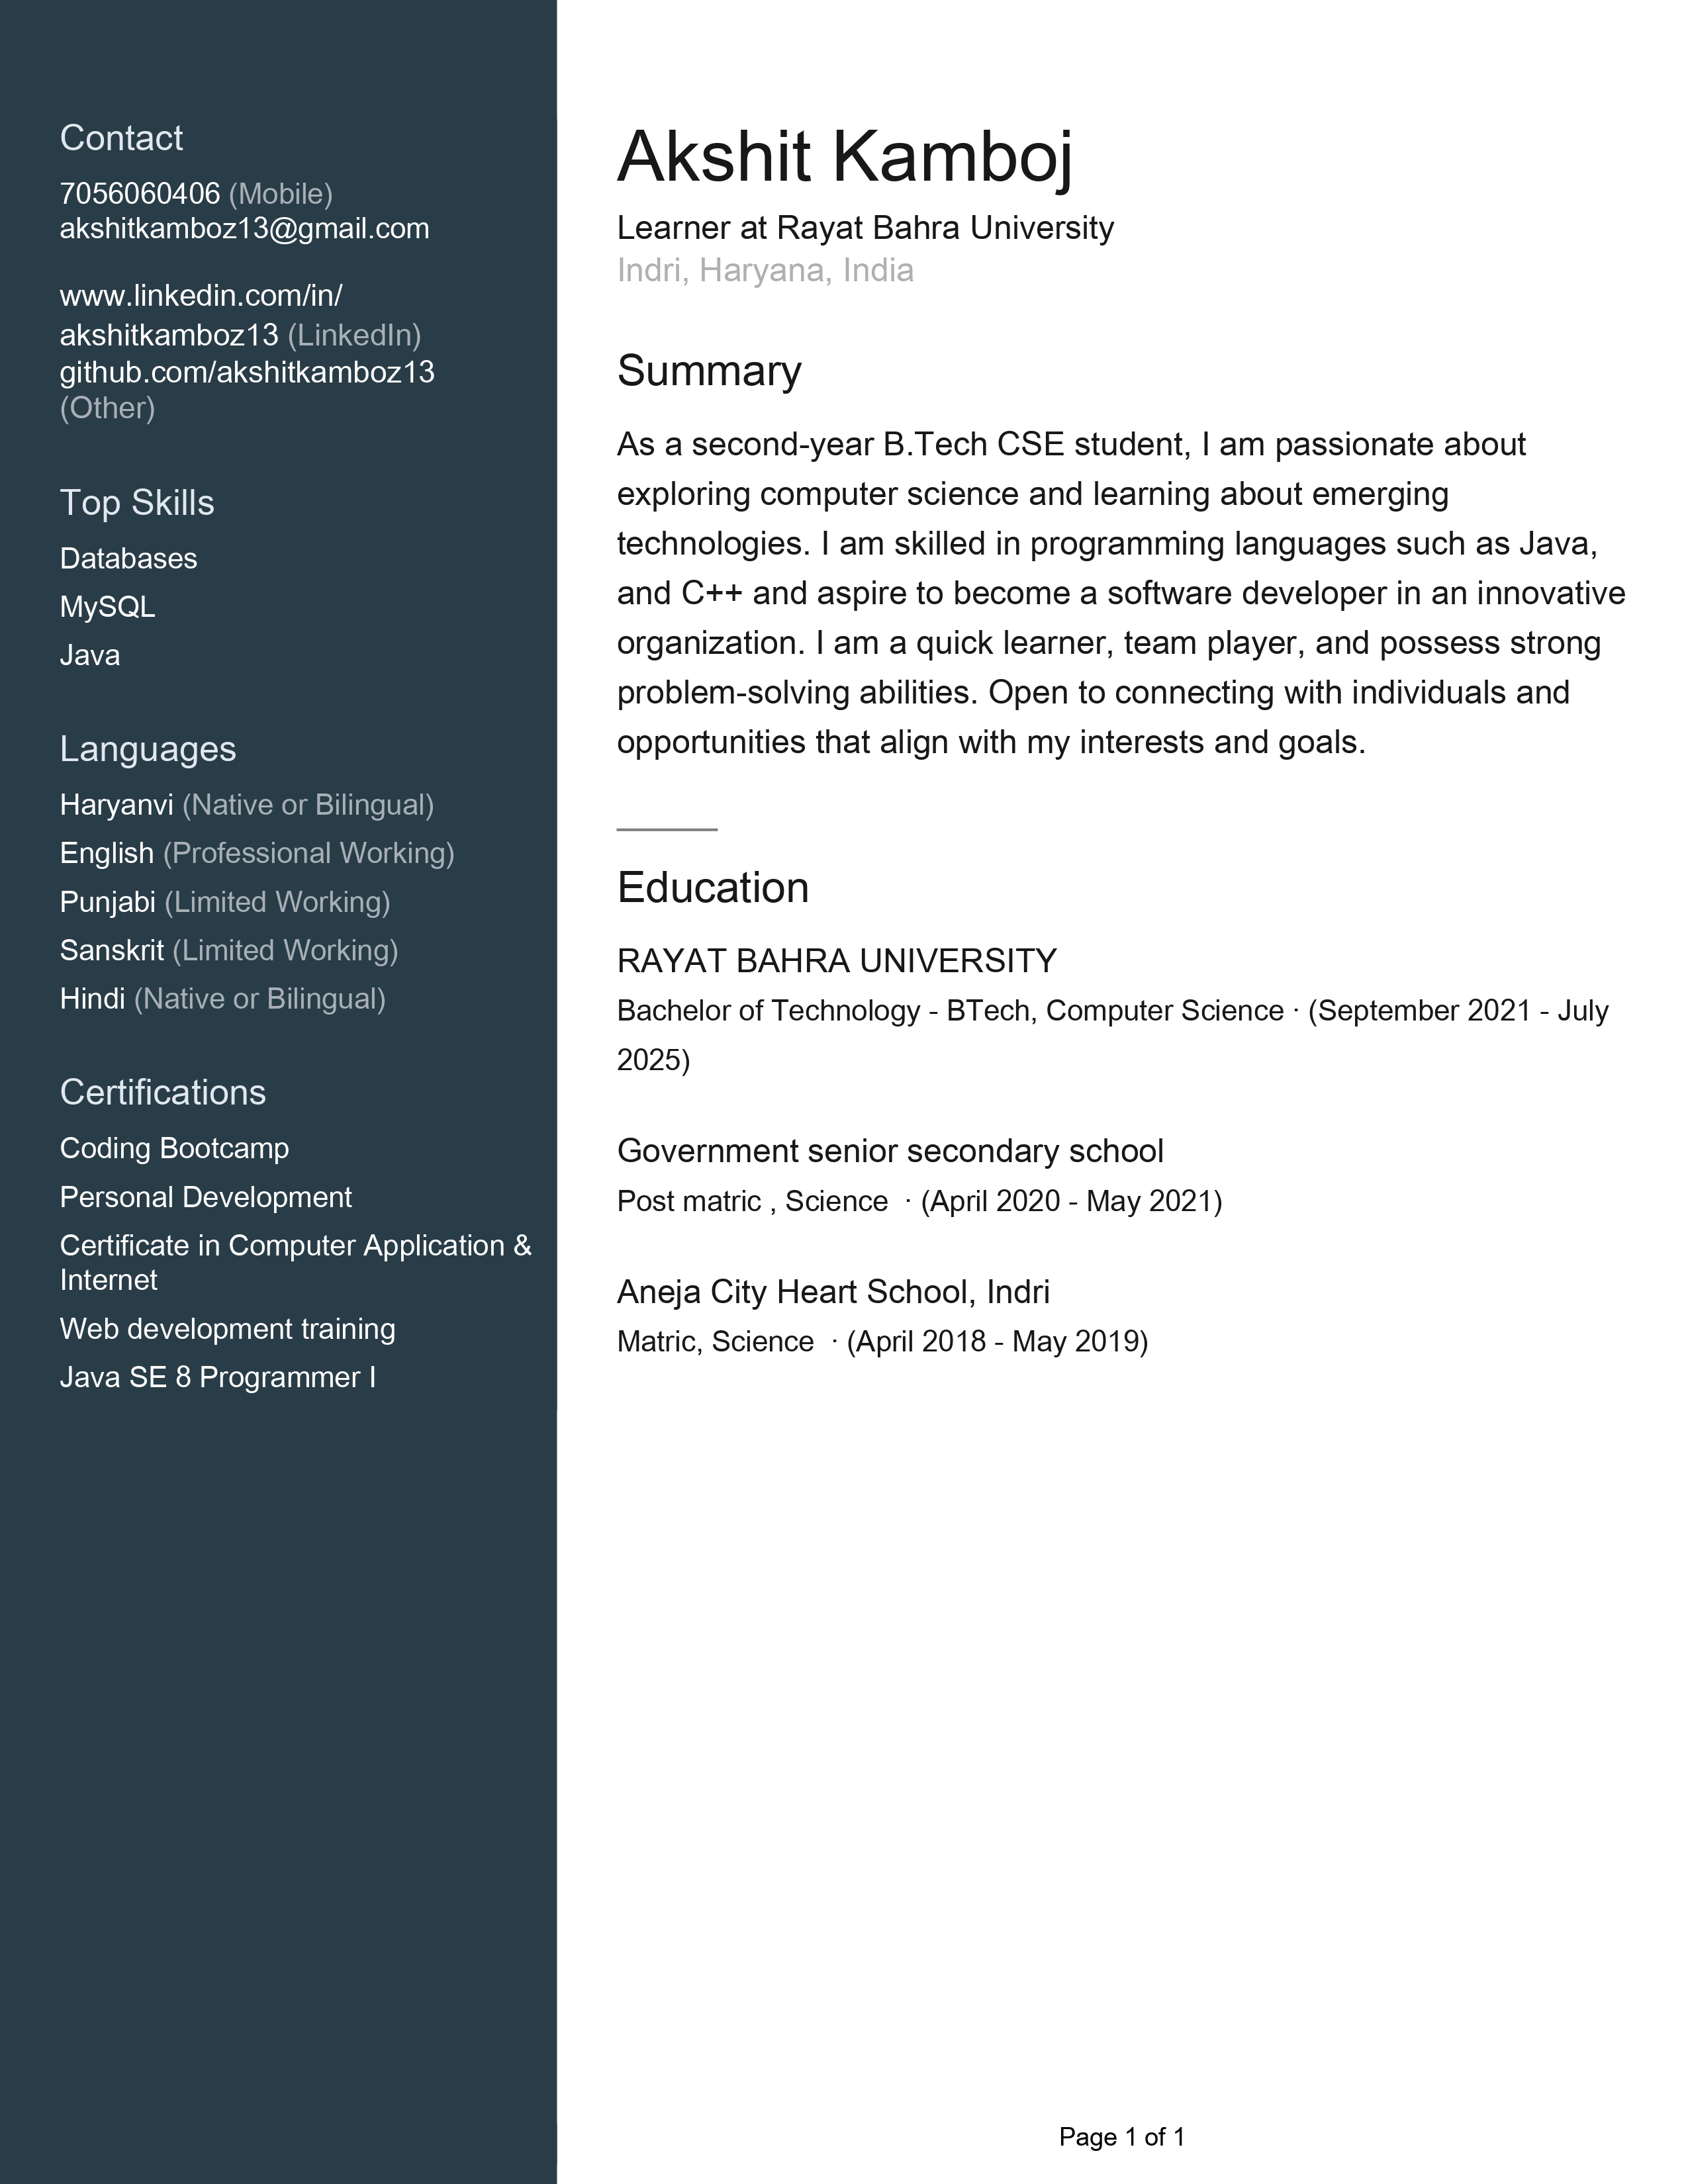 Contact
7056060406 (Mobile)
akshitkamboz13@gmail.com
www.linkedin.com/in/
akshitkamboz13 (LinkedIn)
github.com/akshitkamboz13
(Other)
Top Skills
Databases
MySQL
Java
Languages
Haryanvi (Native or Bilingual)
English (Professional Working)
Punjabi (Limited Working)
Sanskrit (Limited Working)
Hindi (Native or Bilingual)
Certifications
Coding Bootcamp
Personal Development
Certificate in Computer Application &
Internet
Web development training
Java SE 8 Programmer I
Akshit Kamboj
Learner at Rayat Bahra University
Indri, Haryana, India
Summary
As a second-year B.Tech CSE student, I am passionate about
exploring computer science and learning about emerging
technologies. I am skilled in programming languages such as Java,
and C++ and aspire to become a software developer in an innovative
organization. I am a quick learner, team player, and possess strong
problem-solving abilities. Open to connecting with individuals and
opportunities that align with my interests and goals.
Education
RAYAT BAHRA UNIVERSITY
Bachelor of Technology - BTech, Computer Science · (September 2021 - July
2025)
Government senior secondary school
Post matric , Science · (April 2020 - May 2021)
Aneja City Heart School, Indri
Matric, Science · (April 2018 - May 2019)
Page 1 of 1